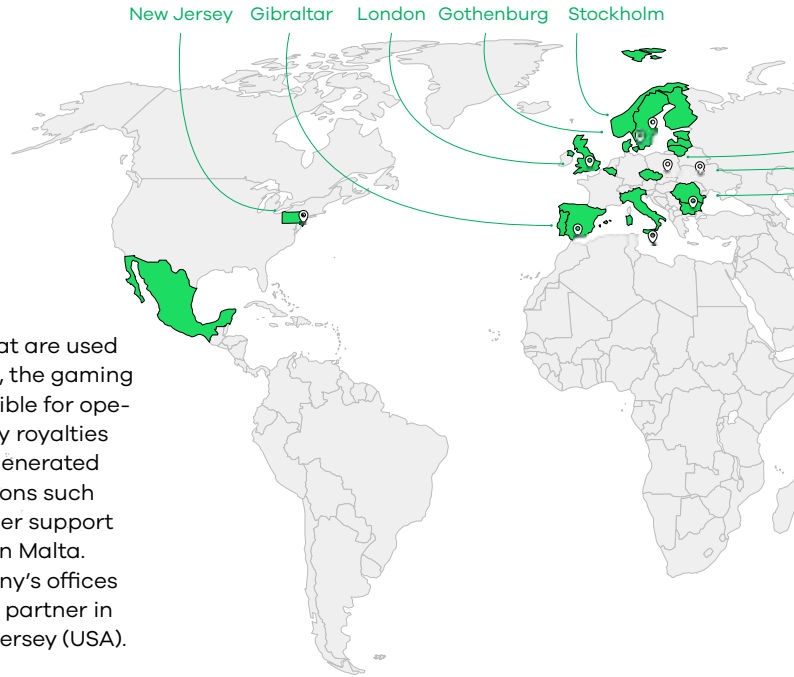 New Jersey Gibraltar London Gothenburg Stockholm
at are used
, the gaming
ible for ope-
y royalties
enerated
ons such
er support
n Malta.
ny's offices
partner in
ersey (USA).